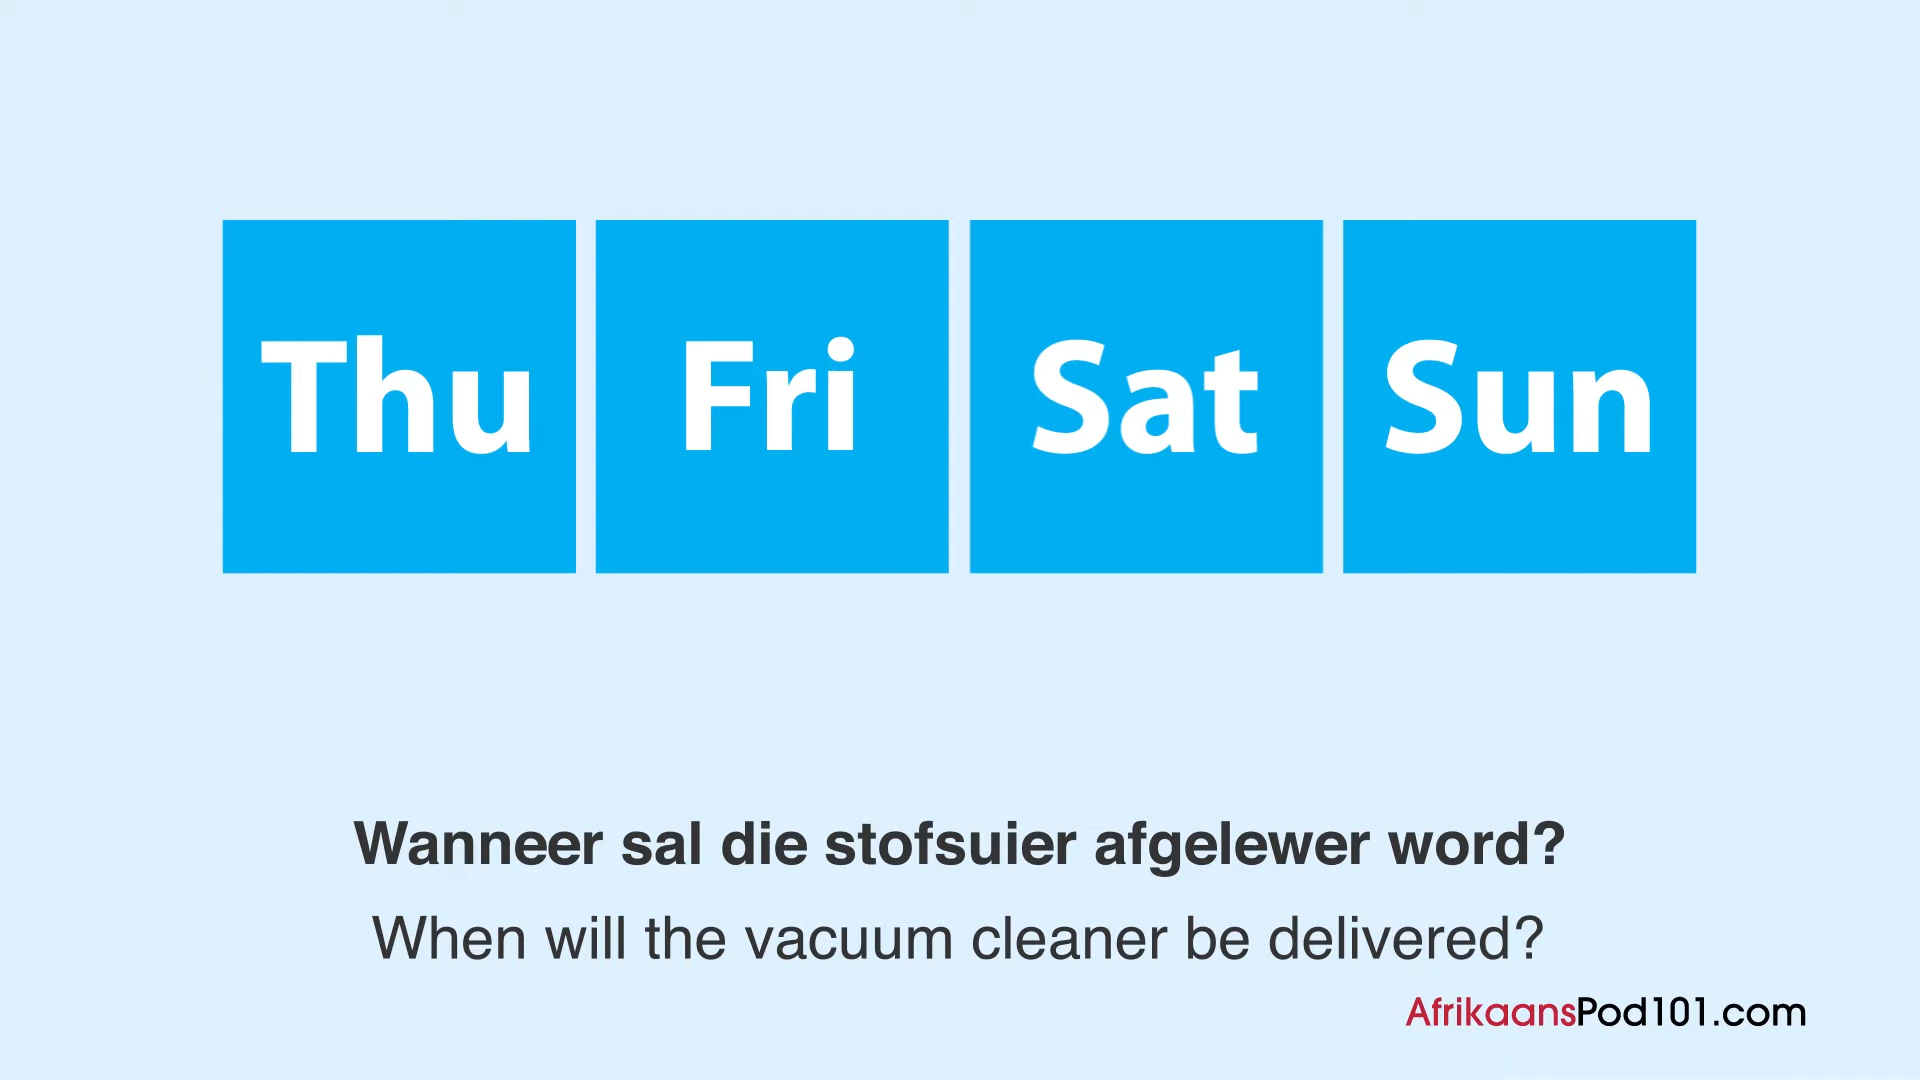 Thu Fri Sat Sun
Wanneer sal die stofsuier afgelewer word?
When will the vacuum cleaner be delivered?
AfrikaansPod101.com